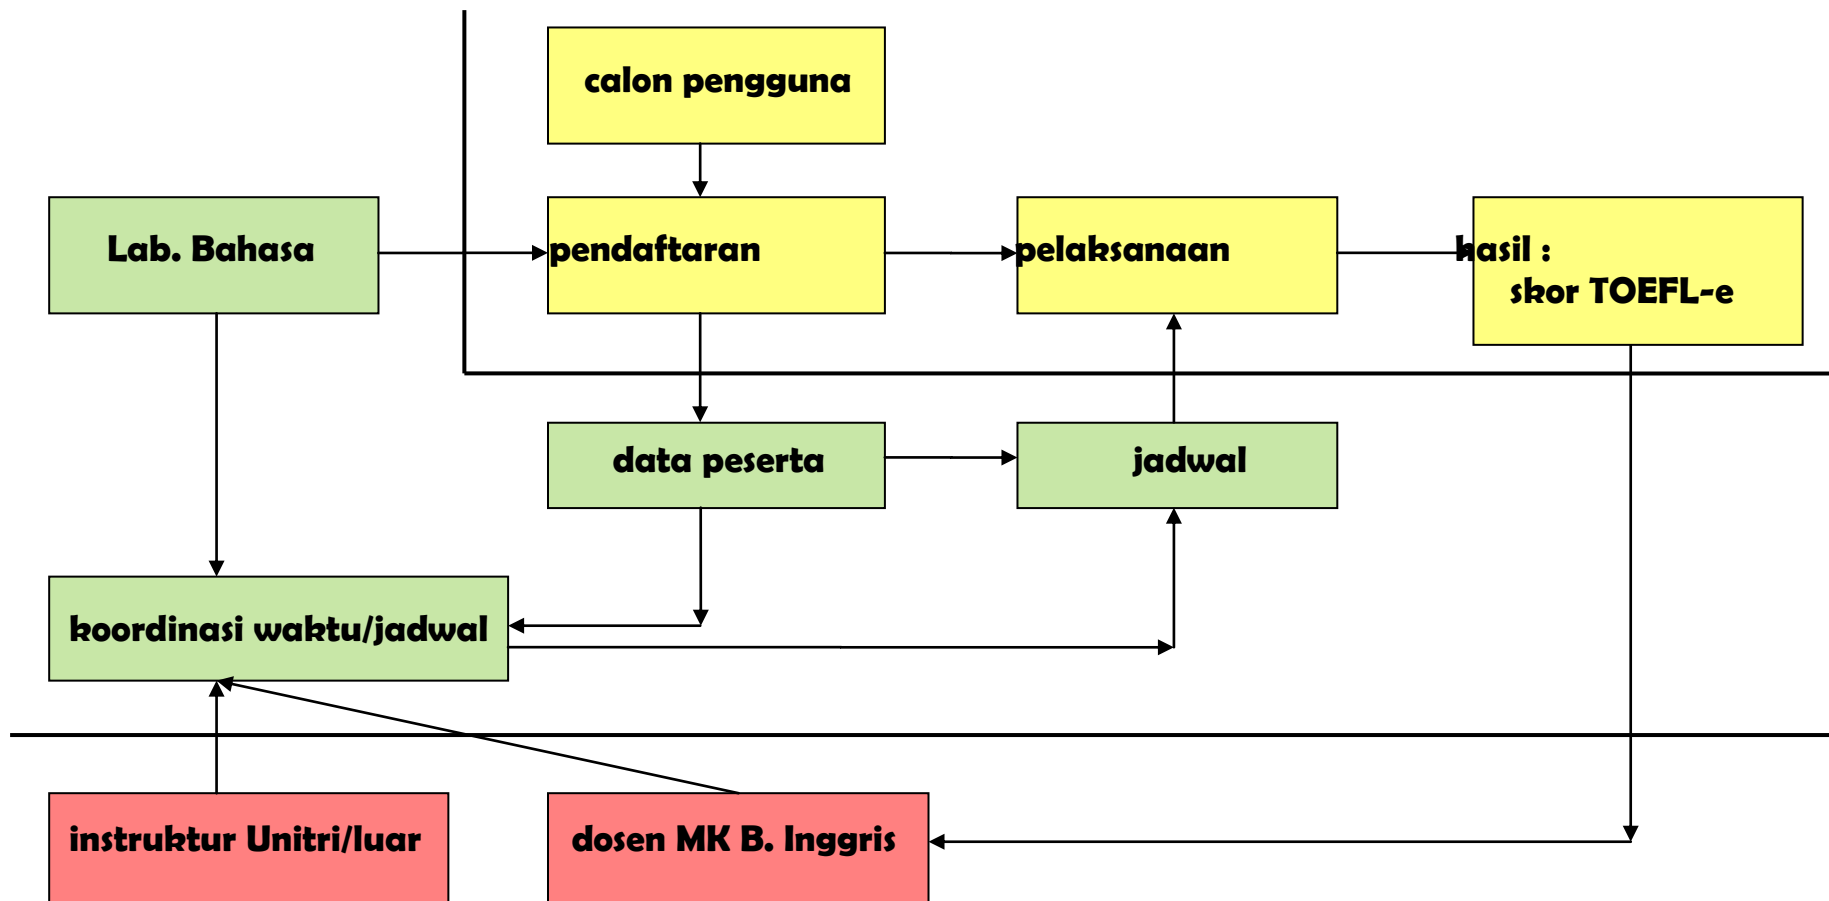 calon pengguna
Lab. Bahasa
pendaftaran
pelaksanaan
hasil :
skor TOEFL-e
data peserta
jadwal
koordinasi waktu/jadwal
instruktur Unitri/luar
dosen MK B. Inggris